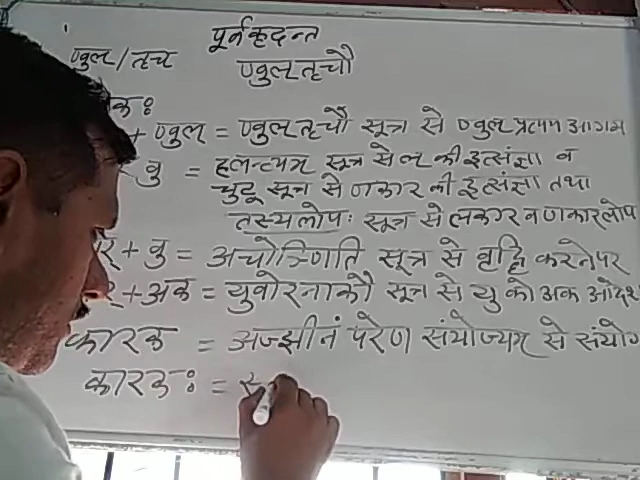 पूर्वकृदन्त
ण्वुल / तृच
ण्वुलतृचौ
कः
+ ण्वुल = ण्वुलतृचौ सूत्र से ण्वुल प्रत्यय आगम
वु = हलन्त्यम सूत्र से ल की इत्संज्ञा व
चुटू सूत्र से णकार की इत्संज्ञा तथा
तस्यलोपः सूत्र से लकार व णकार लोप
र् + वु = अचोञ्णिति सूत्र से वृद्धि करने पर
र् + अक = युवोरनाकौ सूत्र से यु को अक आदेश
कारक = अज्झीनं परेण संयोज्यम से संयोग
कारकः =